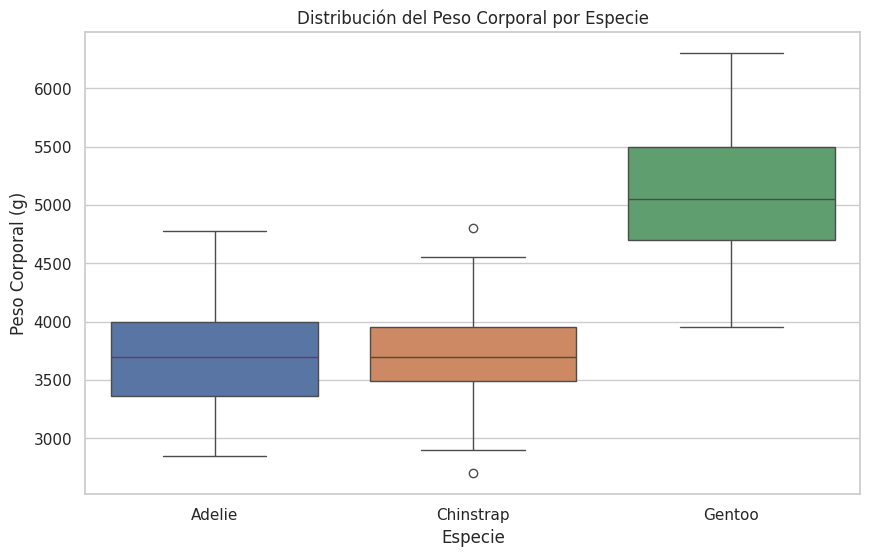 Distribución del Peso Corporal por Especie
Peso Corporal (g)
6000
5500
5000
4500
4000
3500
3000
Adelie
Chinstrap
Gentoo
Especie